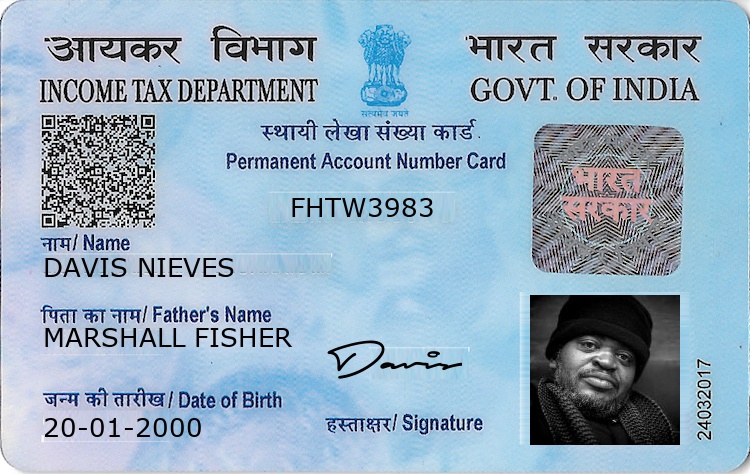 आयकर विभाग
भारत सरकार
INCOME TAX DEPARTMENT
GOVT. OF INDIA
सत्यमेव जयते
स्थायी लेखा संख्या कार्ड
Permanent Account Number Card
FHTW3983
भारत
सरकार
नाम/ Name
DAVIS NIEVES
पिता का नाम/ Father's Name
MARSHALL FISHER
Davis
जन्म की तारीख/ Date of Birth
20-01-2000
हस्ताक्षर/ Signature
24032017